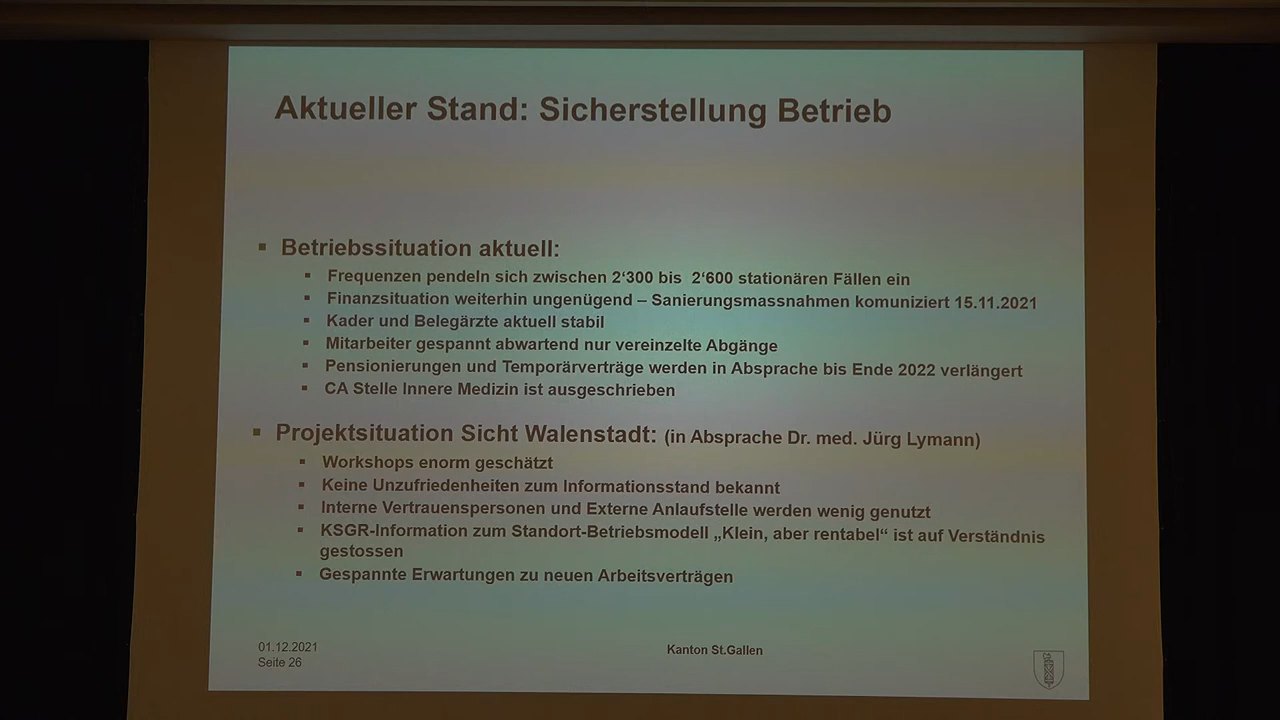 Aktueller Stand: Sicherstellung Betrieb
▪ Betriebssituation aktuell:
▪ Frequenzen pendeln sich zwischen 2‘300 bis 2‘600 stationären Fällen ein
▪ Finanzsituation weiterhin ungenügend – Sanierungsmassnahmen komuniziert 15.11.2021
▪ Kader und Belegärzte aktuell stabil
▪ Mitarbeiter gespannt abwartend nur vereinzelte Abgänge
▪ Pensionierungen und Temporärverträge werden in Absprache bis Ende 2022 verlängert
▪ CA Stelle Innere Medizin ist ausgeschrieben
▪ Projektsituation Sicht Walenstadt: (in Absprache Dr. med. Jürg Lymann)
▪ Workshops enorm geschätzt
▪ Keine Unzufriedenheiten zum Informationsstand bekannt
▪ Interne Vertrauenspersonen und Externe Anlaufstelle werden wenig genutzt
▪ KSGR-Information zum Standort-Betriebsmodell „Klein, aber rentabel“ ist auf Verständnis
gestossen
▪ Gespannte Erwartungen zu neuen Arbeitsverträgen
01.12.2021
Seite 26
Kanton St.Gallen